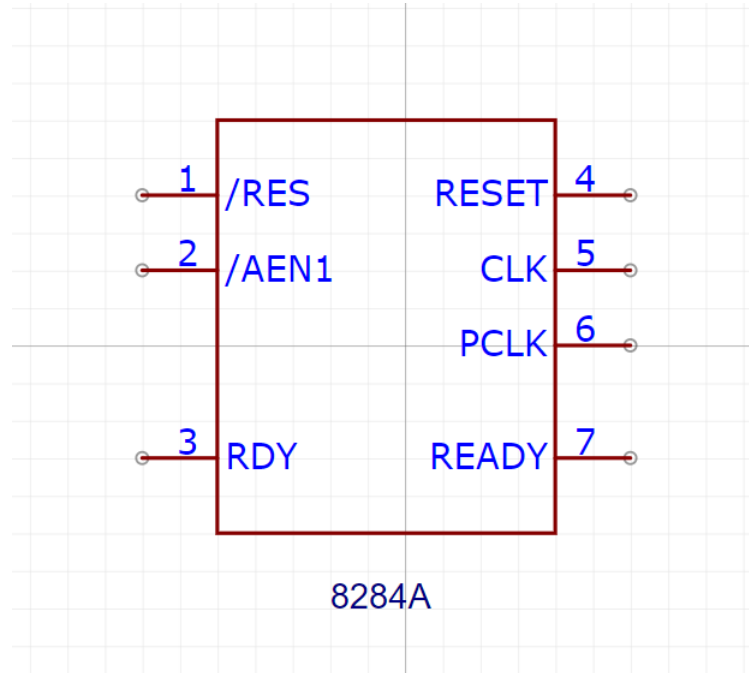 1 /RES RESET 4
2 /AEN1 CLK 5
PCLK 6
3 RDY READY 7
8284A